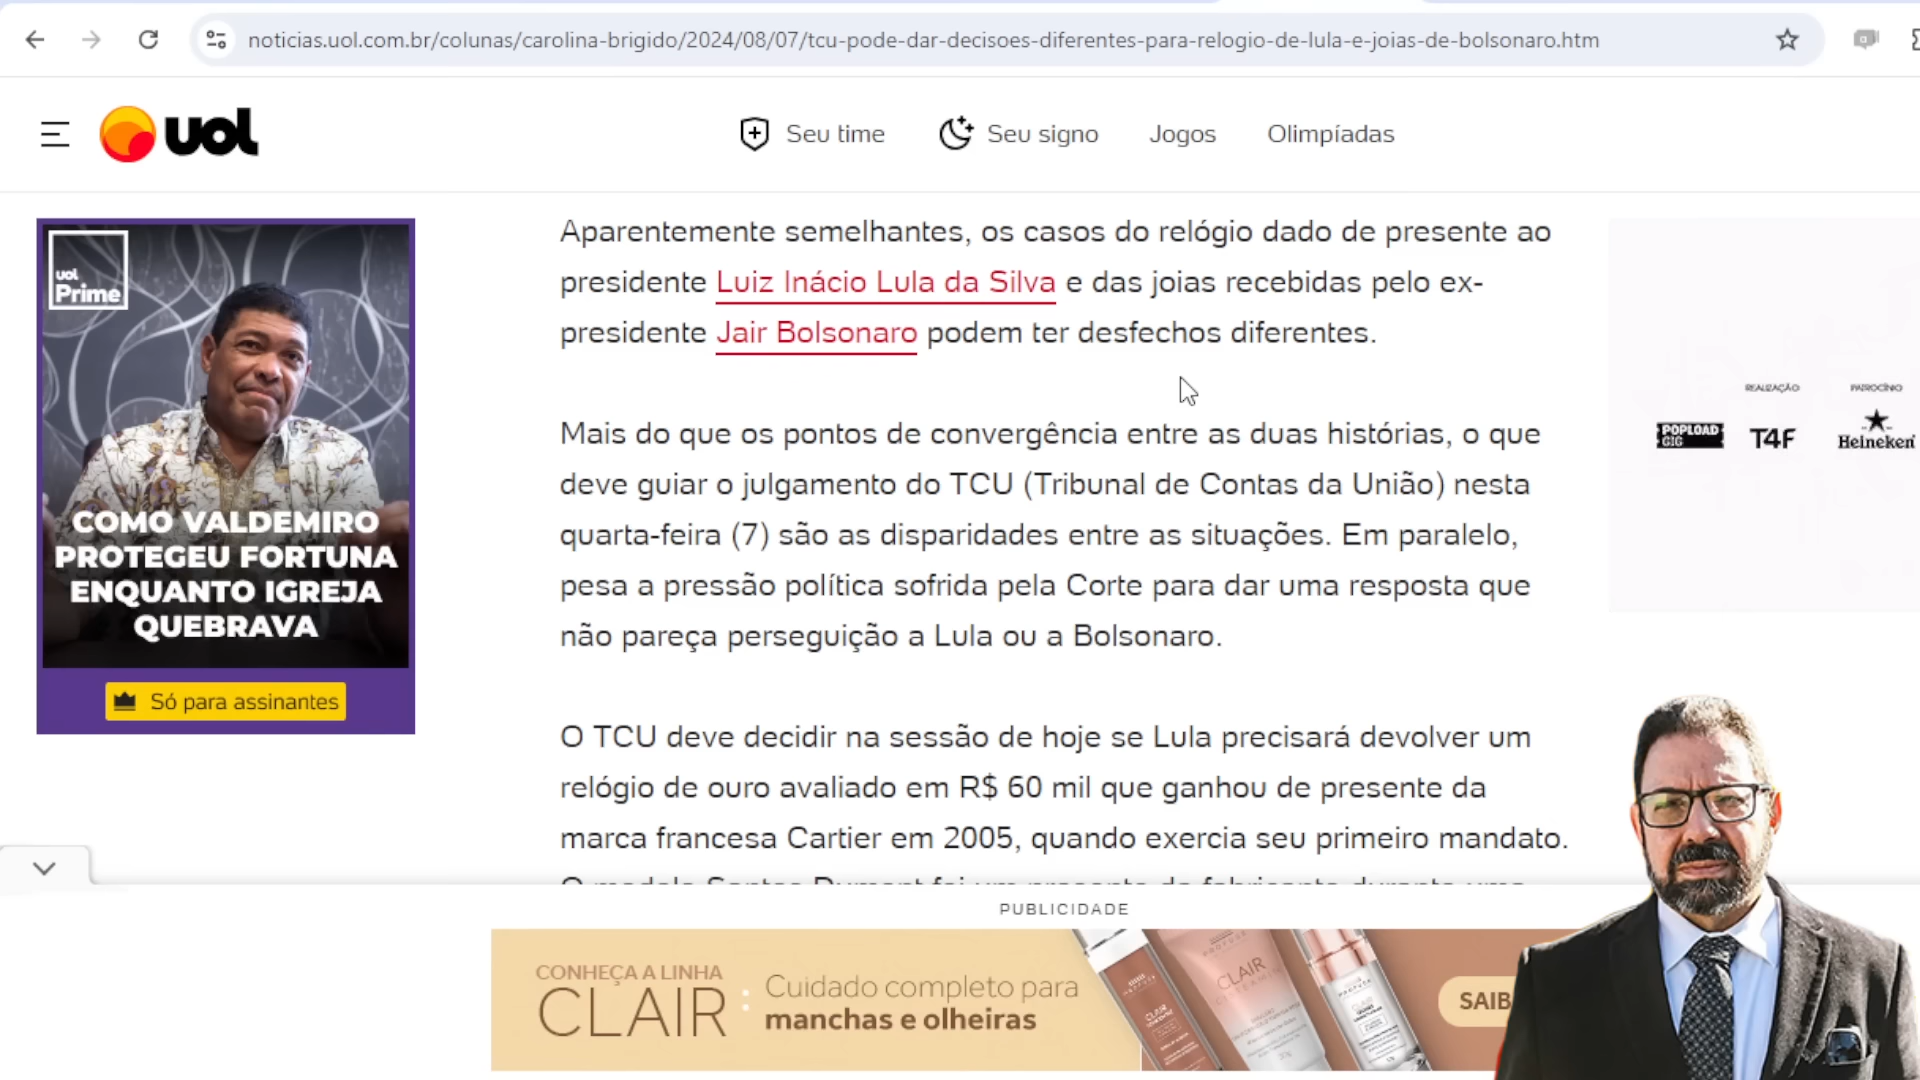 noticias.uol.com.br/colunas/carolina-brigido/2024/08/07/tcu-pode-dar-decisoes-diferentes-para-relogio-de-lula-e-joias-de-bolsonaro.htm
uol
Seu time
Seu signo
Jogos
Olimpíadas
uol
Prime
COMO VALDEMIRO
PROTEGEU FORTUNA
ENQUANTO IGREJA
QUEBRAVA
Só para assinantes
Aparentemente semelhantes, os casos do relógio dado de presente ao
presidente Luiz Inácio Lula da Silva e das joias recebidas pelo ex-
presidente Jair Bolsonaro podem ter desfechos diferentes.
Mais do que os pontos de convergência entre as duas histórias, o que
deve guiar o julgamento do TCU (Tribunal de Contas da União) nesta
quarta-feira (7) são as disparidades entre as situações. Em paralelo,
pesa a pressão política sofrida pela Corte para dar uma resposta que
não pareça perseguição a Lula ou a Bolsonaro.
O TCU deve decidir na sessão de hoje se Lula precisará devolver um
relógio de ouro avaliado em R$ 60 mil que ganhou de presente da
marca francesa Cartier em 2005, quando exercia seu primeiro mandato.
REALIZAÇÃO
PATROCÍNIO
POPLOAD
GIG
T4F
Heineken
PUBLICIDADE
CONHEÇA A LINHA
CLAIR
Cuidado completo para
manchas e olheiras
CLAIR
CLAIR
SAIB